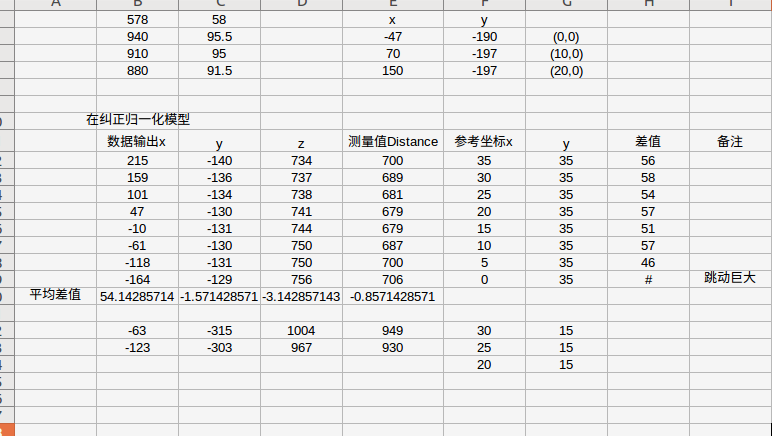 A B C D E F G H I
578 58 x y
940 95.5 -47 -190 (0,0)
910 95 70 -197 (10,0)
880 91.5 150 -197 (20,0)
在纠正归一化模型
数据输出x y z 测量值Distance 参考坐标x y 差值 备注
215 -140 734 700 35 35 56
159 -136 737 689 30 35 58
101 -134 738 681 25 35 54
47 -130 741 679 20 35 57
-10 -131 744 679 15 35 51
-61 -130 750 687 10 35 57
-118 -131 750 700 5 35 46
-164 -129 756 706 0 35 # 跳动巨大
平均差值 54.14285714 -1.571428571 -3.142857143 -0.8571428571
-63 -315 1004 949 30 15
-123 -303 967 930 25 15
20 15